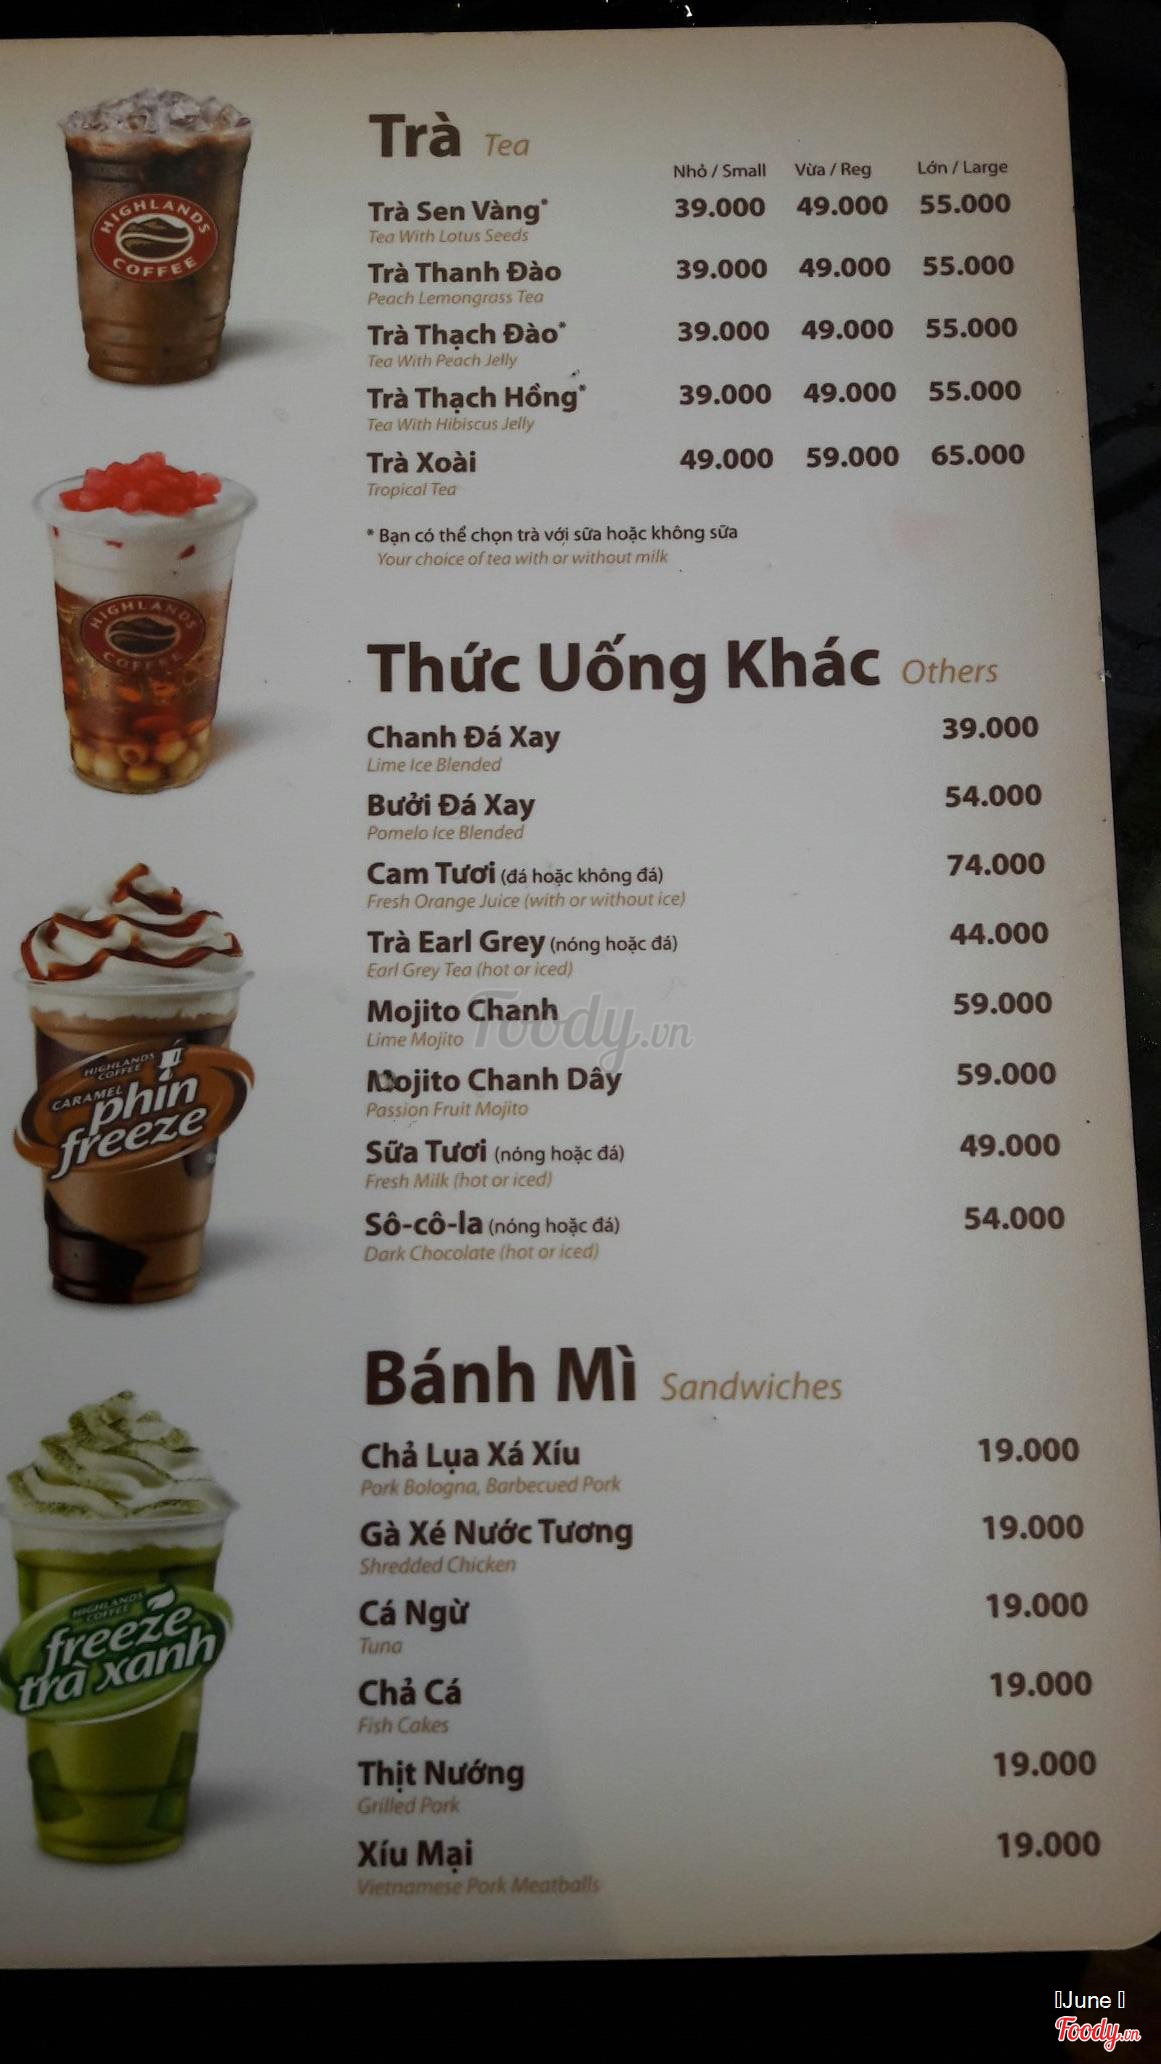 Trà Tea
Nhỏ / Small Vừa / Reg Lớn / Large
Trà Sen Vàng* 39.000 49.000 55.000
Tea With Lotus Seeds
Trà Thanh Đào 39.000 49.000 55.000
Peach Lemongrass Tea
Trà Thạch Đào* 39.000 49.000 55.000
Tea With Peach Jelly
Trà Thạch Hồng* 39.000 49.000 55.000
Tea With Hibiscus Jelly
Trà Xoài 49.000 59.000 65.000
Tropical Tea
* Bạn có thể chọn trà với sữa hoặc không sữa
Your choice of tea with or without milk
Thức Uống Khác Others
Chanh Đá Xay 39.000
Lime Ice Blended
Bưởi Đá Xay 54.000
Pomelo Ice Blended
Cam Tươi (đá hoặc không đá) 74.000
Fresh Orange Juice (with or without ice)
Trà Earl Grey (nóng hoặc đá) 44.000
Earl Grey Tea (hot or iced)
Mojito Chanh 59.000
Lime Mojito
Mojito Chanh Dây 59.000
Passion Fruit Mojito
Sữa Tươi (nóng hoặc đá) 49.000
Fresh Milk (hot or iced)
Sô-cô-la (nóng hoặc đá) 54.000
Dark Chocolate (hot or iced)
Bánh Mì Sandwiches
Chả Lụa Xá Xíu 19.000
Pork Bologna, Barbecued Pork
Gà Xé Nước Tương 19.000
Shredded Chicken
Cá Ngừ 19.000
Tuna
Chả Cá 19.000
Fish Cakes
Thịt Nướng 19.000
Grilled Pork
Xíu Mại 19.000
Vietnamese Pork Meatballs
HIGHLANDS
COFFEE
HIGHLANDS
COFFEE
HIGHLANDS
COFFEE
CARAMEL
phin
freeze
HIGHLANDS
COFFEE
freeze
trà xanh
Foody.vn
June
Foody.vn